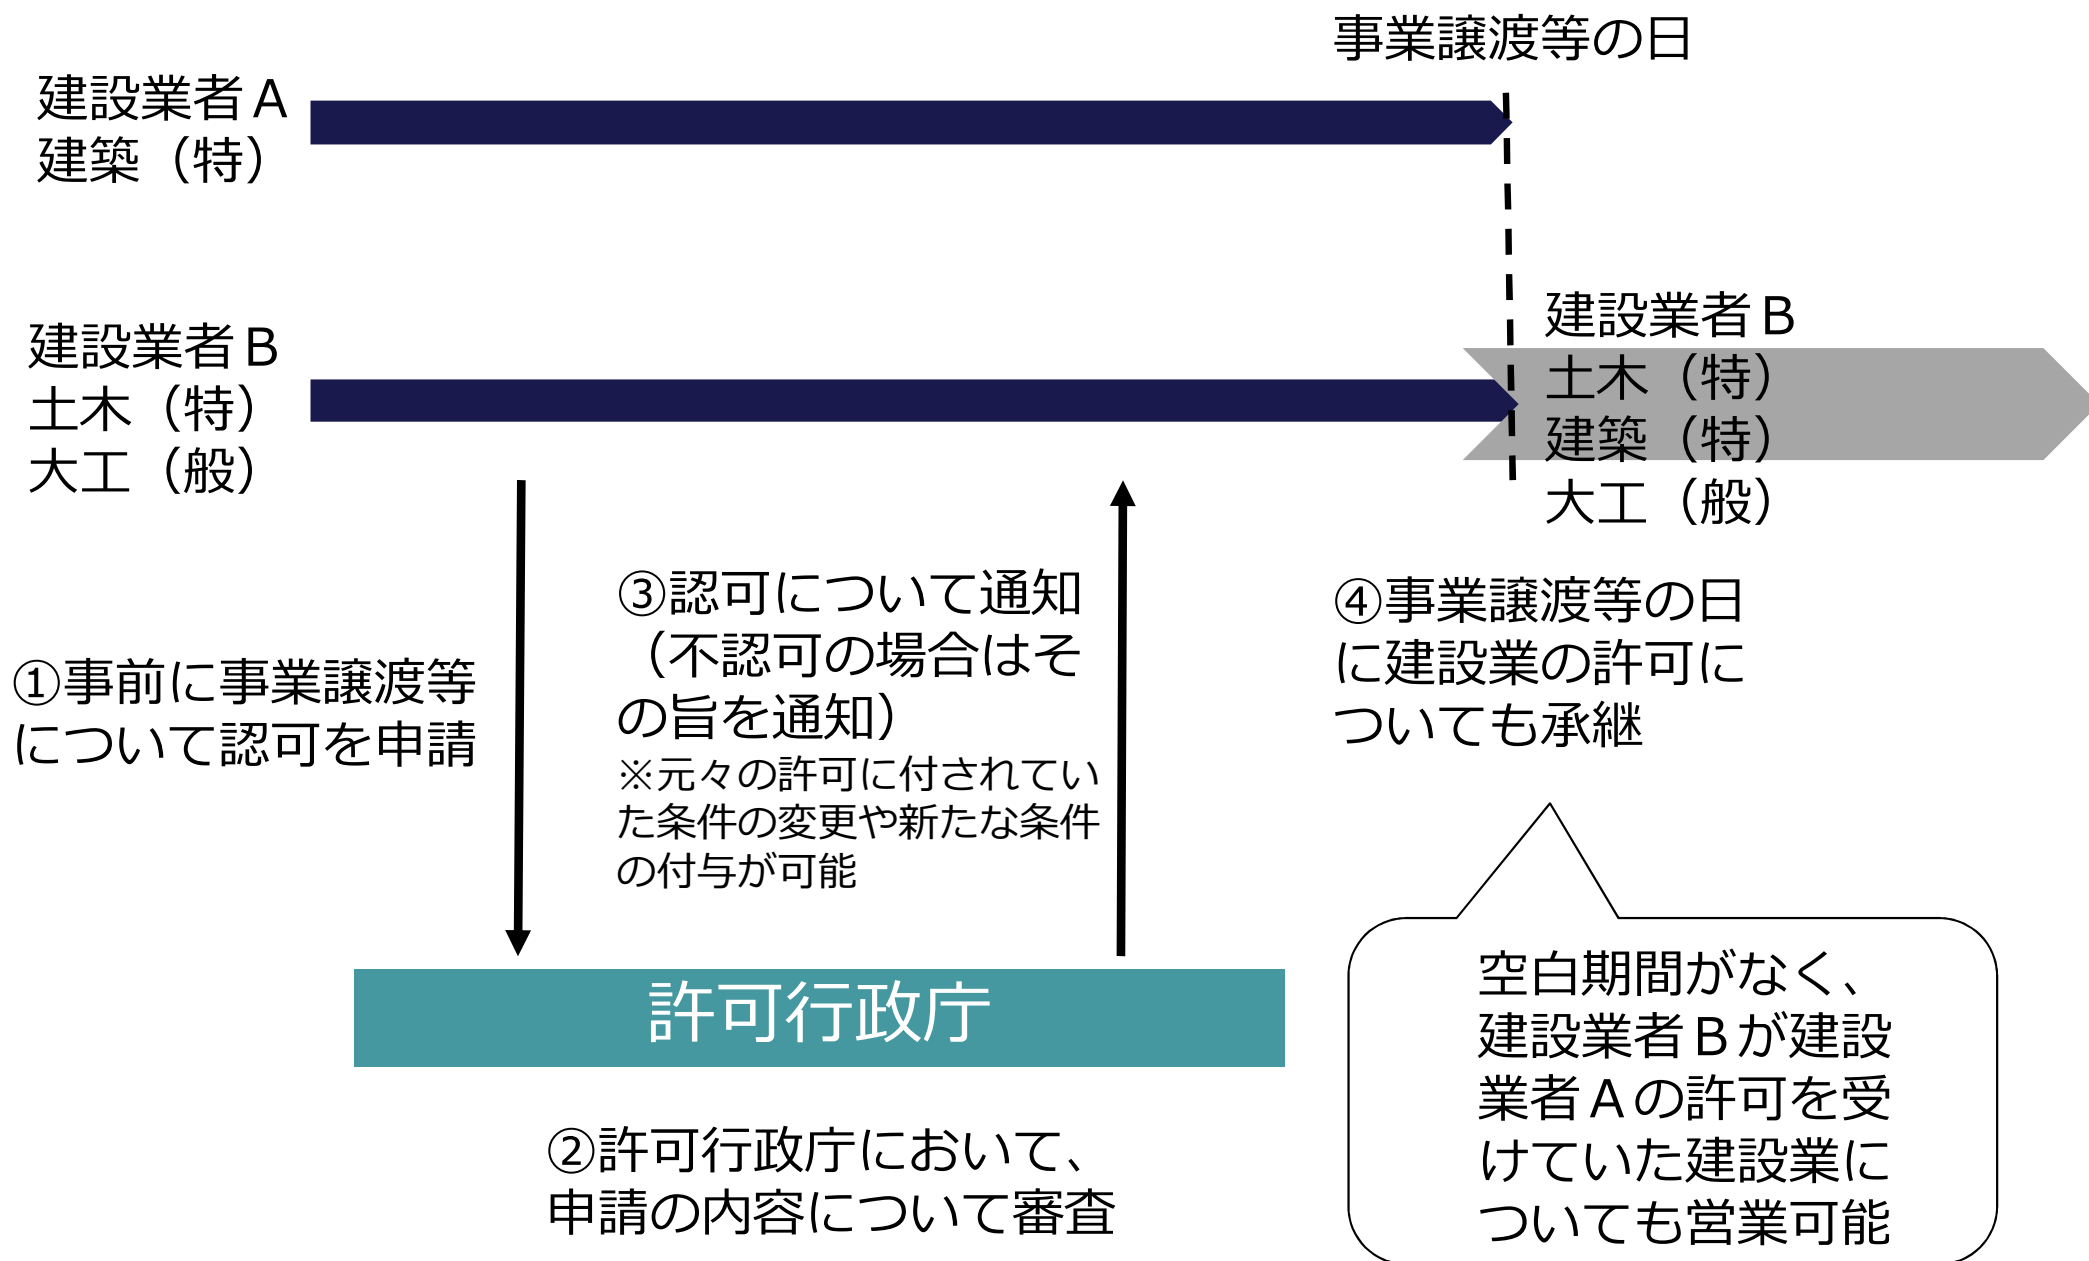 事業譲渡等の日
建設業者A
建築（特）
建設業者B
土木（特）
大工（般）
建設業者B
土木（特）
建築（特）
大工（般）
①事前に事業譲渡等
について認可を申請
③認可について通知
（不認可の場合はそ
の旨を通知）
※元々の許可に付されてい
た条件の変更や新たな条件
の付与が可能
④事業譲渡等の日
に建設業の許可に
ついても承継
許可行政庁
②許可行政庁において、
申請の内容について審査
空白期間がなく、
建設業者Bが建設
業者Aの許可を受
けていた建設業に
ついても営業可能